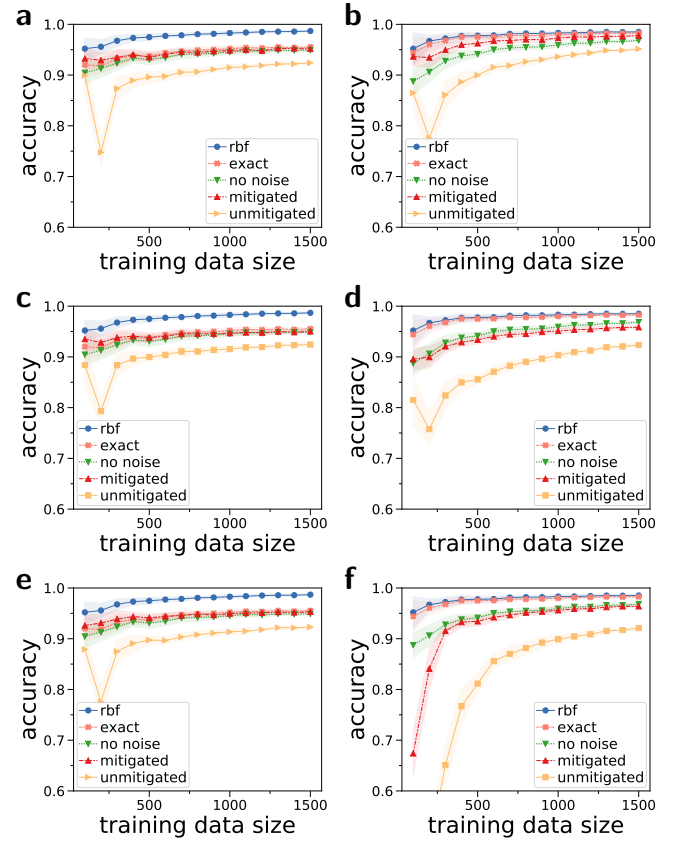 a
1.0
0.9
0.8
0.7
0.6
accuracy
rbf
exact
no noise
mitigated
unmitigated
500
1000
1500
training data size
b
1.0
0.9
0.8
0.7
0.6
accuracy
rbf
exact
no noise
mitigated
unmitigated
500
1000
1500
training data size
c
1.0
0.9
0.8
0.7
0.6
accuracy
rbf
exact
no noise
mitigated
unmitigated
500
1000
1500
training data size
d
1.0
0.9
0.8
0.7
0.6
accuracy
rbf
exact
no noise
mitigated
unmitigated
500
1000
1500
training data size
e
1.0
0.9
0.8
0.7
0.6
accuracy
rbf
exact
no noise
mitigated
unmitigated
500
1000
1500
training data size
f
1.0
0.9
0.8
0.7
0.6
accuracy
rbf
exact
no noise
mitigated
unmitigated
500
1000
1500
training data size